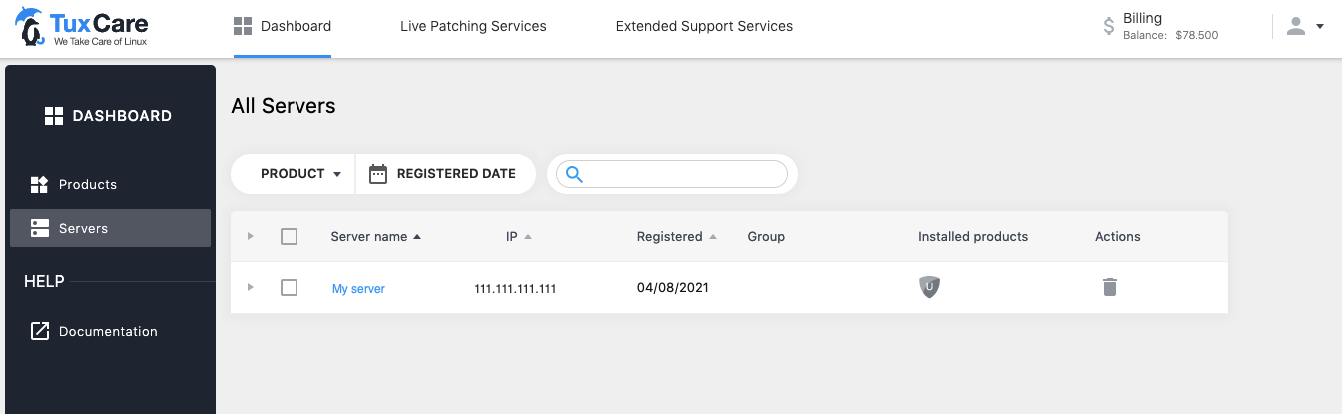 TuxCare
We Take Care of Linux
Dashboard
Live Patching Services
Extended Support Services
Billing
Balance: $78.500
DASHBOARD
Products
Servers
HELP
Documentation
All Servers
PRODUCT
REGISTERED DATE
Server name IP Registered Group Installed products Actions
My server 111.111.111.111 04/08/2021 U